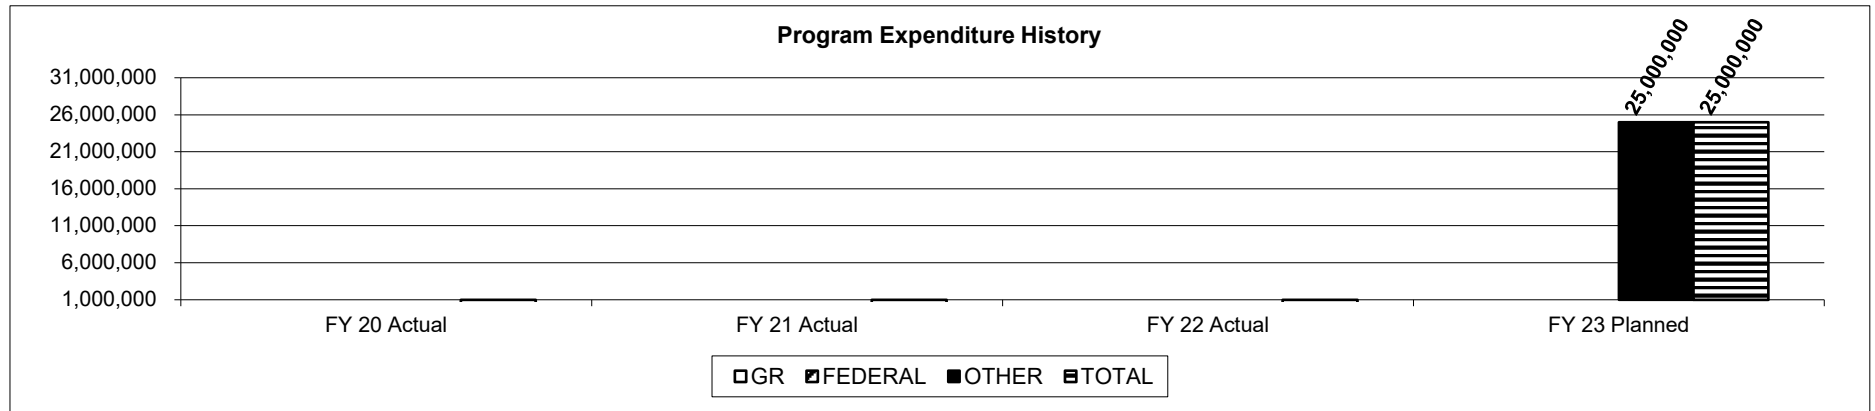 Program Expenditure History
25,000,000
25,000,000
31,000,000
26,000,000
21,000,000
16,000,000
11,000,000
6,000,000
1,000,000
FY 20 Actual
FY 21 Actual
FY 22 Actual
FY 23 Planned
GR FEDERAL OTHER TOTAL